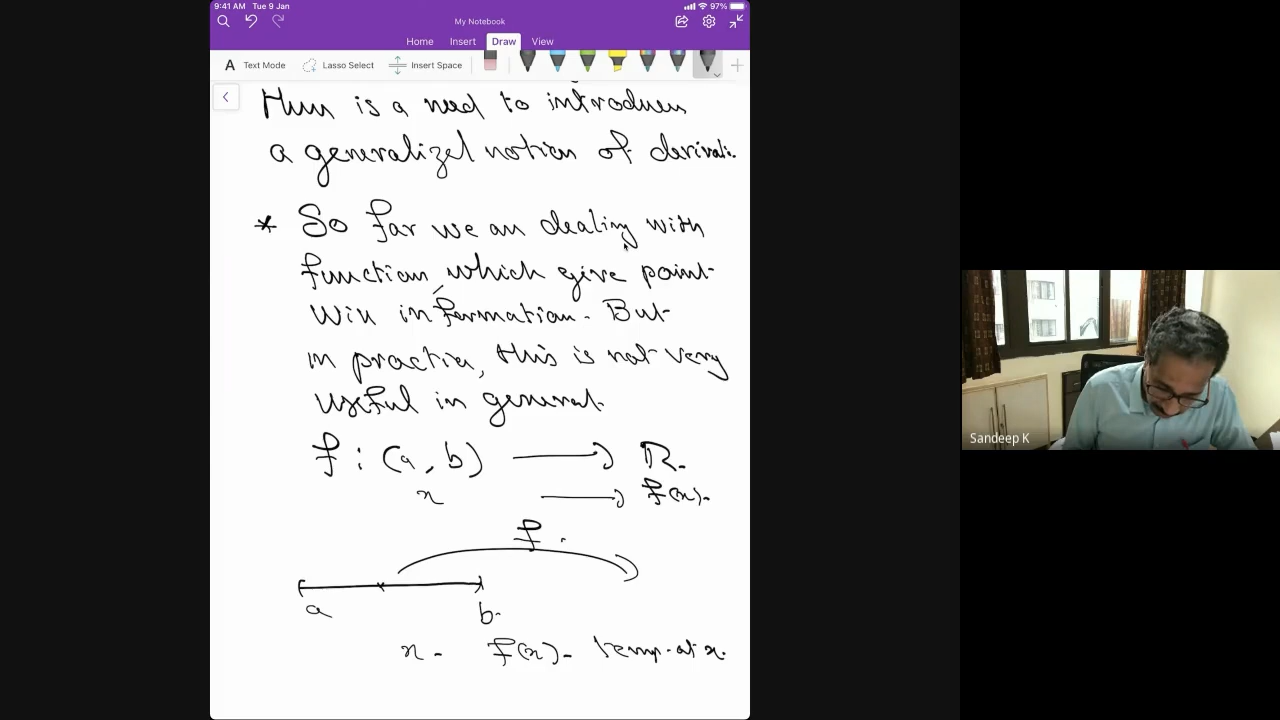 9:41 AM Tue 9 Jan
97%
My Notebook
Home Insert Draw View
A Text Mode Lasso Select Insert Space
There is a need to introduce
a generalized notion of derivati.
* So far we are dealing with
function, which give point-
wise information. But
in practice, this is not very
useful in general.
f : (a, b) → R.
x → f(x).
f.
a b.
x - f(x) - temp. at x.
Sandeep K